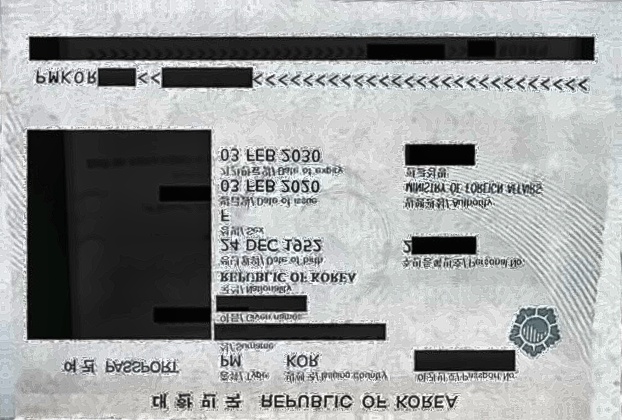 대한민국 REPUBLIC OF KOREA
여권 PASSPORT
종류/ Type 발행국/ Issuing country 여권번호/ Passport No.
PM KOR
성/ Surname
이름/ Given names
국적/ Nationality
REPUBLIC OF KOREA
생년월일/ Date of birth 주민등록번호/ Personal No.
24 DEC 1952 2
성별/ Sex
F
발급일/ Date of issue 발행관청/ Authority
03 FEB 2020 MINISTRY OF FOREIGN AFFAIRS
기간만료일/ Date of expiry 한글성명
03 FEB 2030
PMKOR <<<<<<<<<<<<<<<<<<<<<<<<<<<<<<